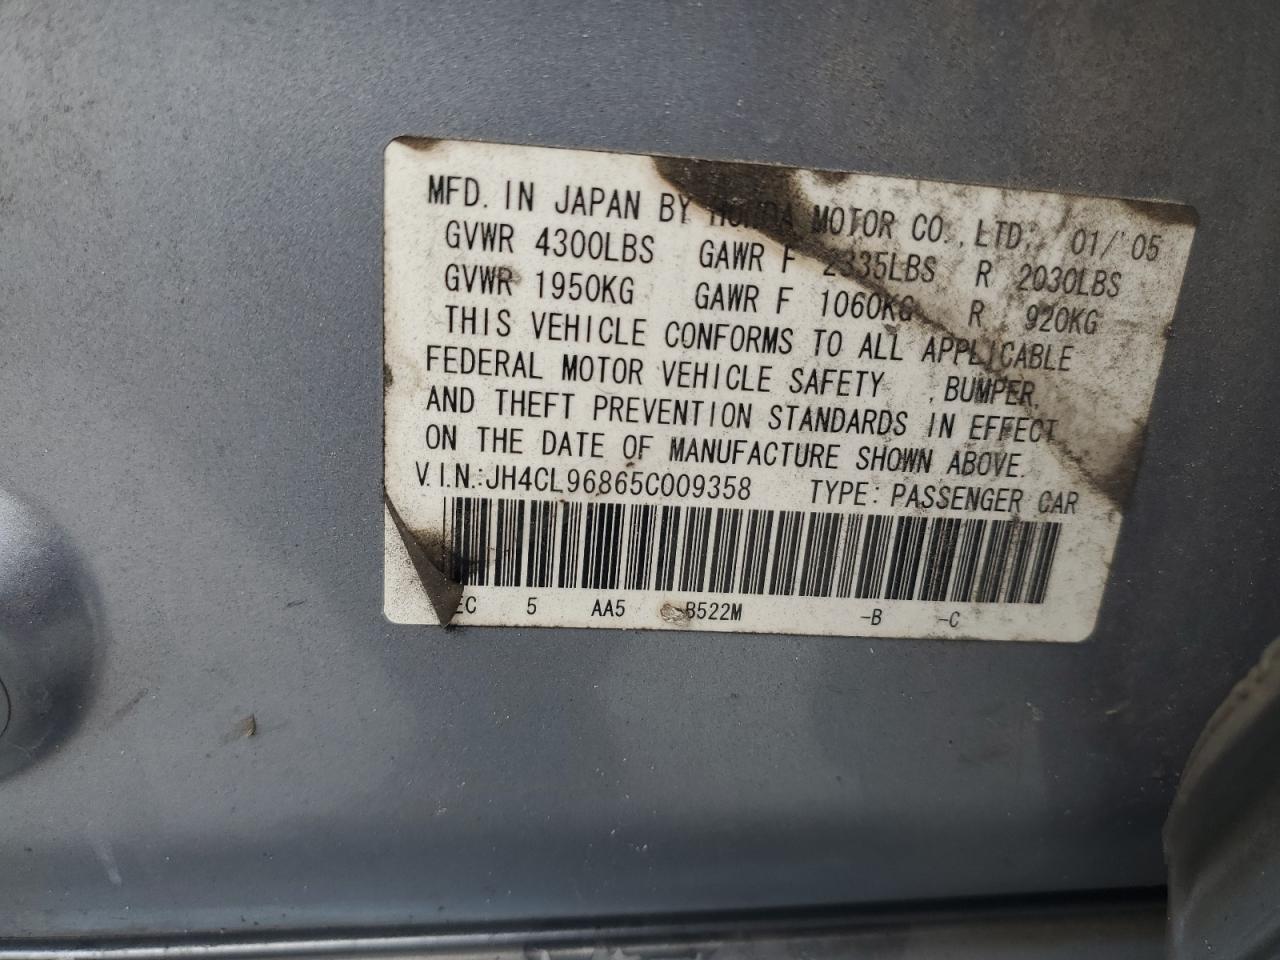 MFD. IN JAPAN BY HONDA MOTOR CO., LTD. 01/'05
GVWR 4300LBS GAWR F 2335LBS R 2030LBS
GVWR 1950KG GAWR F 1060KG R 920KG
THIS VEHICLE CONFORMS TO ALL APPLICABLE
FEDERAL MOTOR VEHICLE SAFETY , BUMPER,
AND THEFT PREVENTION STANDARDS IN EFFECT
ON THE DATE OF MANUFACTURE SHOWN ABOVE.
V.I.N.:JH4CL96865C009358 TYPE: PASSENGER CAR
EC 5 AA5 B522M -B -C